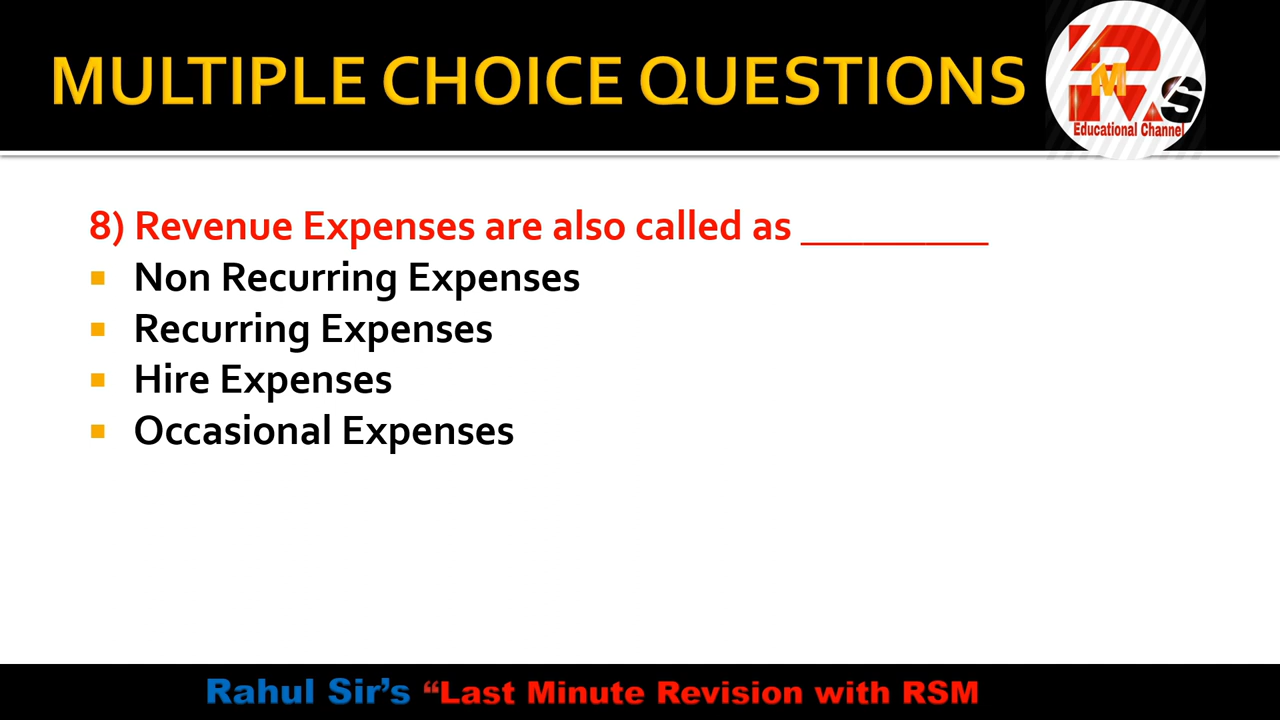 MULTIPLE CHOICE QUESTIONS
R
M
S
Educational Channel
8) Revenue Expenses are also called as _________
Non Recurring Expenses
Recurring Expenses
Hire Expenses
Occasional Expenses
Rahul Sir's “Last Minute Revision with RSM